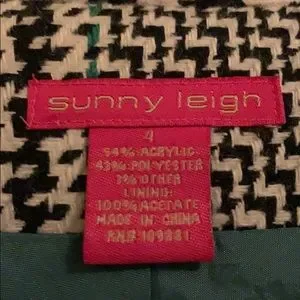 sunny leigh
4
54% ACRYLIC
43% POLYESTER
3% OTHER
LINING:
100% ACETATE
MADE IN CHINA
RN# 109881